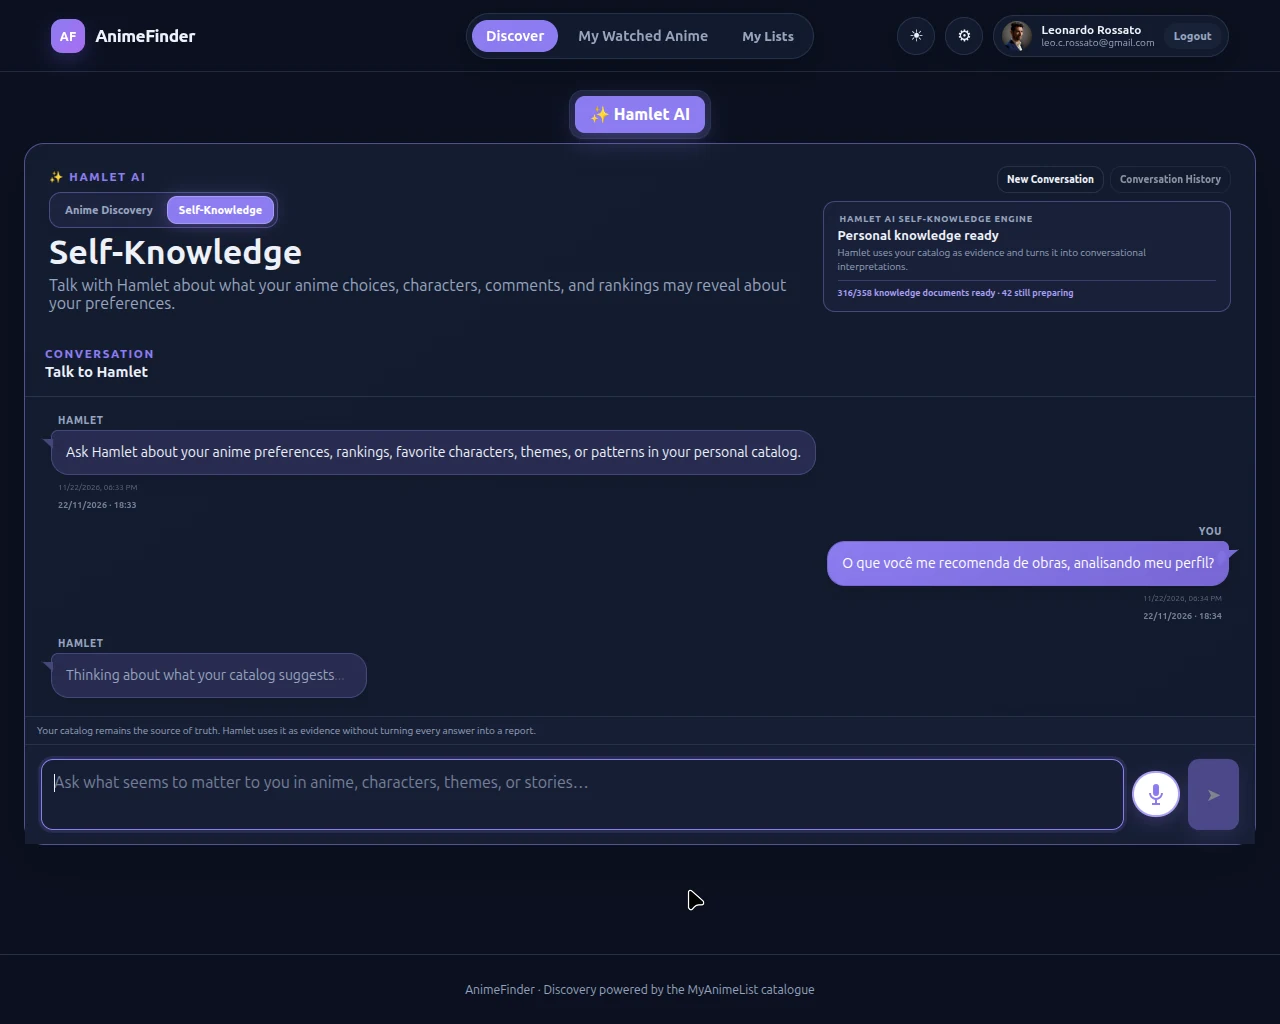 AF AnimeFinder
Discover My Watched Anime My Lists
Leonardo Rossato
leo.c.rossato@gmail.com
Logout
✨ Hamlet AI
✨ HAMLET AI
Anime Discovery Self-Knowledge
Self-Knowledge
Talk with Hamlet about what your anime choices, characters, comments, and rankings may reveal about
your preferences.
New Conversation Conversation History
HAMLET AI SELF-KNOWLEDGE ENGINE
Personal knowledge ready
Hamlet uses your catalog as evidence and turns it into conversational
interpretations.
316/358 knowledge documents ready · 42 still preparing
CONVERSATION
Talk to Hamlet
HAMLET
Ask Hamlet about your anime preferences, rankings, favorite characters, themes, or patterns in your personal catalog.
11/22/2026, 06:33 PM
22/11/2026 · 18:33
YOU
O que você me recomenda de obras, analisando meu perfil?
11/22/2026, 06:34 PM
22/11/2026 · 18:34
HAMLET
Thinking about what your catalog suggests...
Your catalog remains the source of truth. Hamlet uses it as evidence without turning every answer into a report.
Ask what seems to matter to you in anime, characters, themes, or stories...
AnimeFinder · Discovery powered by the MyAnimeList catalogue